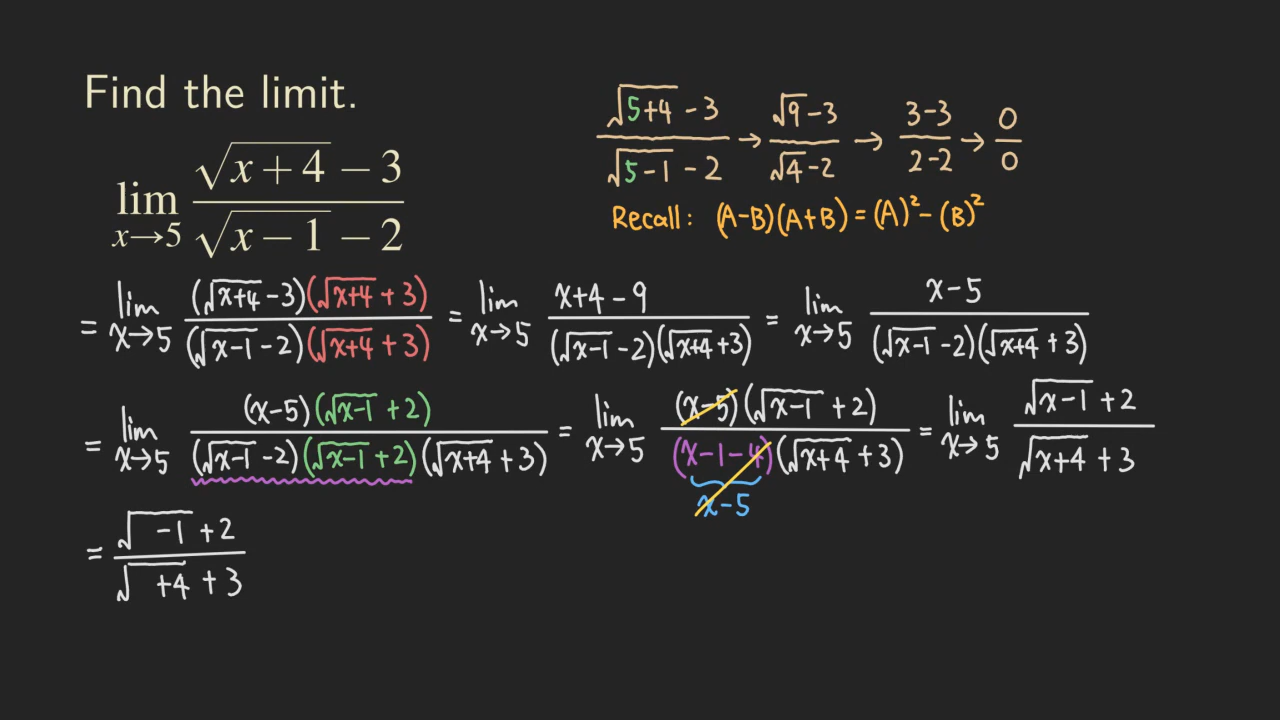 Find the limit.
lim x→5 (√(x+4) - 3)/(√(x-1) - 2)
(√(5+4) - 3)/(√(5-1) - 2) → (√9 - 3)/(√4 - 2) → (3-3)/(2-2) → 0/0
Recall: (A-B)(A+B) = (A)² - (B)²
= lim x→5 ((√(x+4) - 3)(√(x+4) + 3))/((√(x-1) - 2)(√(x+4) + 3)) = lim x→5 (x+4-9)/((√(x-1) - 2)(√(x+4) + 3)) = lim x→5 (x-5)/((√(x-1) - 2)(√(x+4) + 3))
= lim x→5 ((x-5)(√(x-1) + 2))/((√(x-1) - 2)(√(x-1) + 2)(√(x+4) + 3)) = lim x→5 ((x-5)(√(x-1) + 2))/((x-1-4)(√(x+4) + 3)) = lim x→5 (√(x-1) + 2)/(√(x+4) + 3)
x-5
= (√( -1) + 2)/(√( +4) + 3)